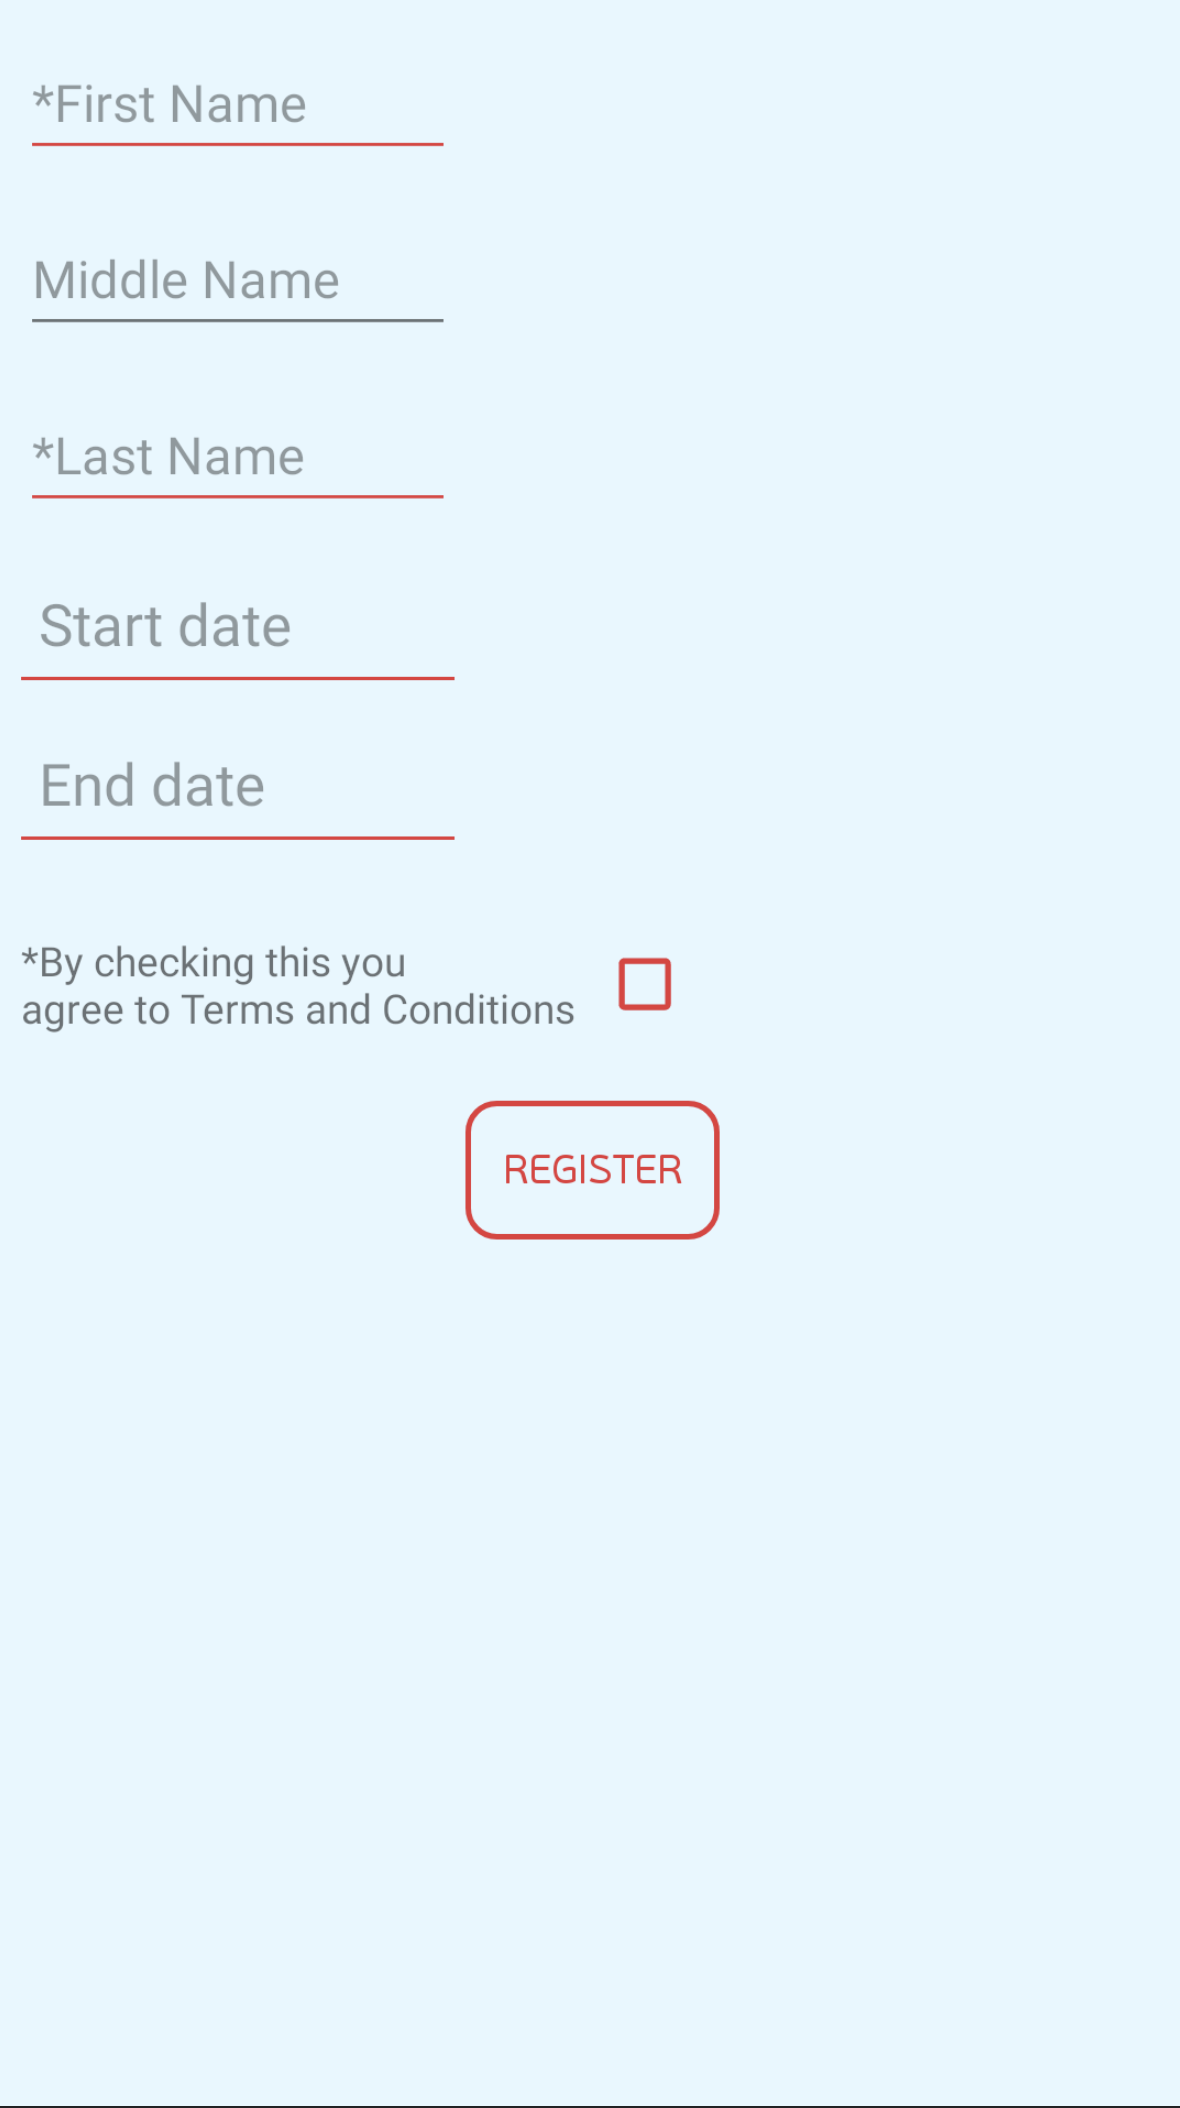 *First Name
Middle Name
*Last Name
Start date
End date
*By checking this you
agree to Terms and Conditions
REGISTER